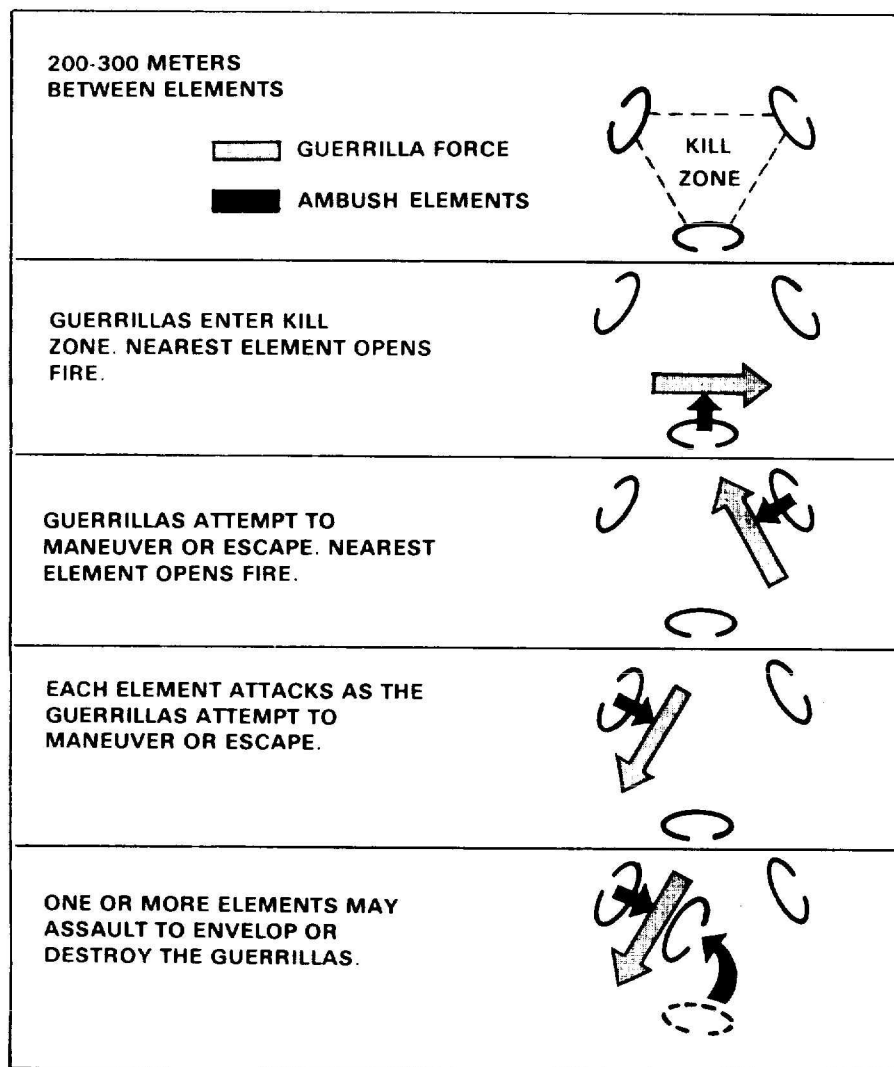 200-300 METERS
BETWEEN ELEMENTS
GUERRILLA FORCE
AMBUSH ELEMENTS
KILL
ZONE
GUERRILLAS ENTER KILL
ZONE. NEAREST ELEMENT OPENS
FIRE.
GUERRILLAS ATTEMPT TO
MANEUVER OR ESCAPE. NEAREST
ELEMENT OPENS FIRE.
EACH ELEMENT ATTACKS AS THE
GUERRILLAS ATTEMPT TO
MANEUVER OR ESCAPE.
ONE OR MORE ELEMENTS MAY
ASSAULT TO ENVELOP OR
DESTROY THE GUERRILLAS.